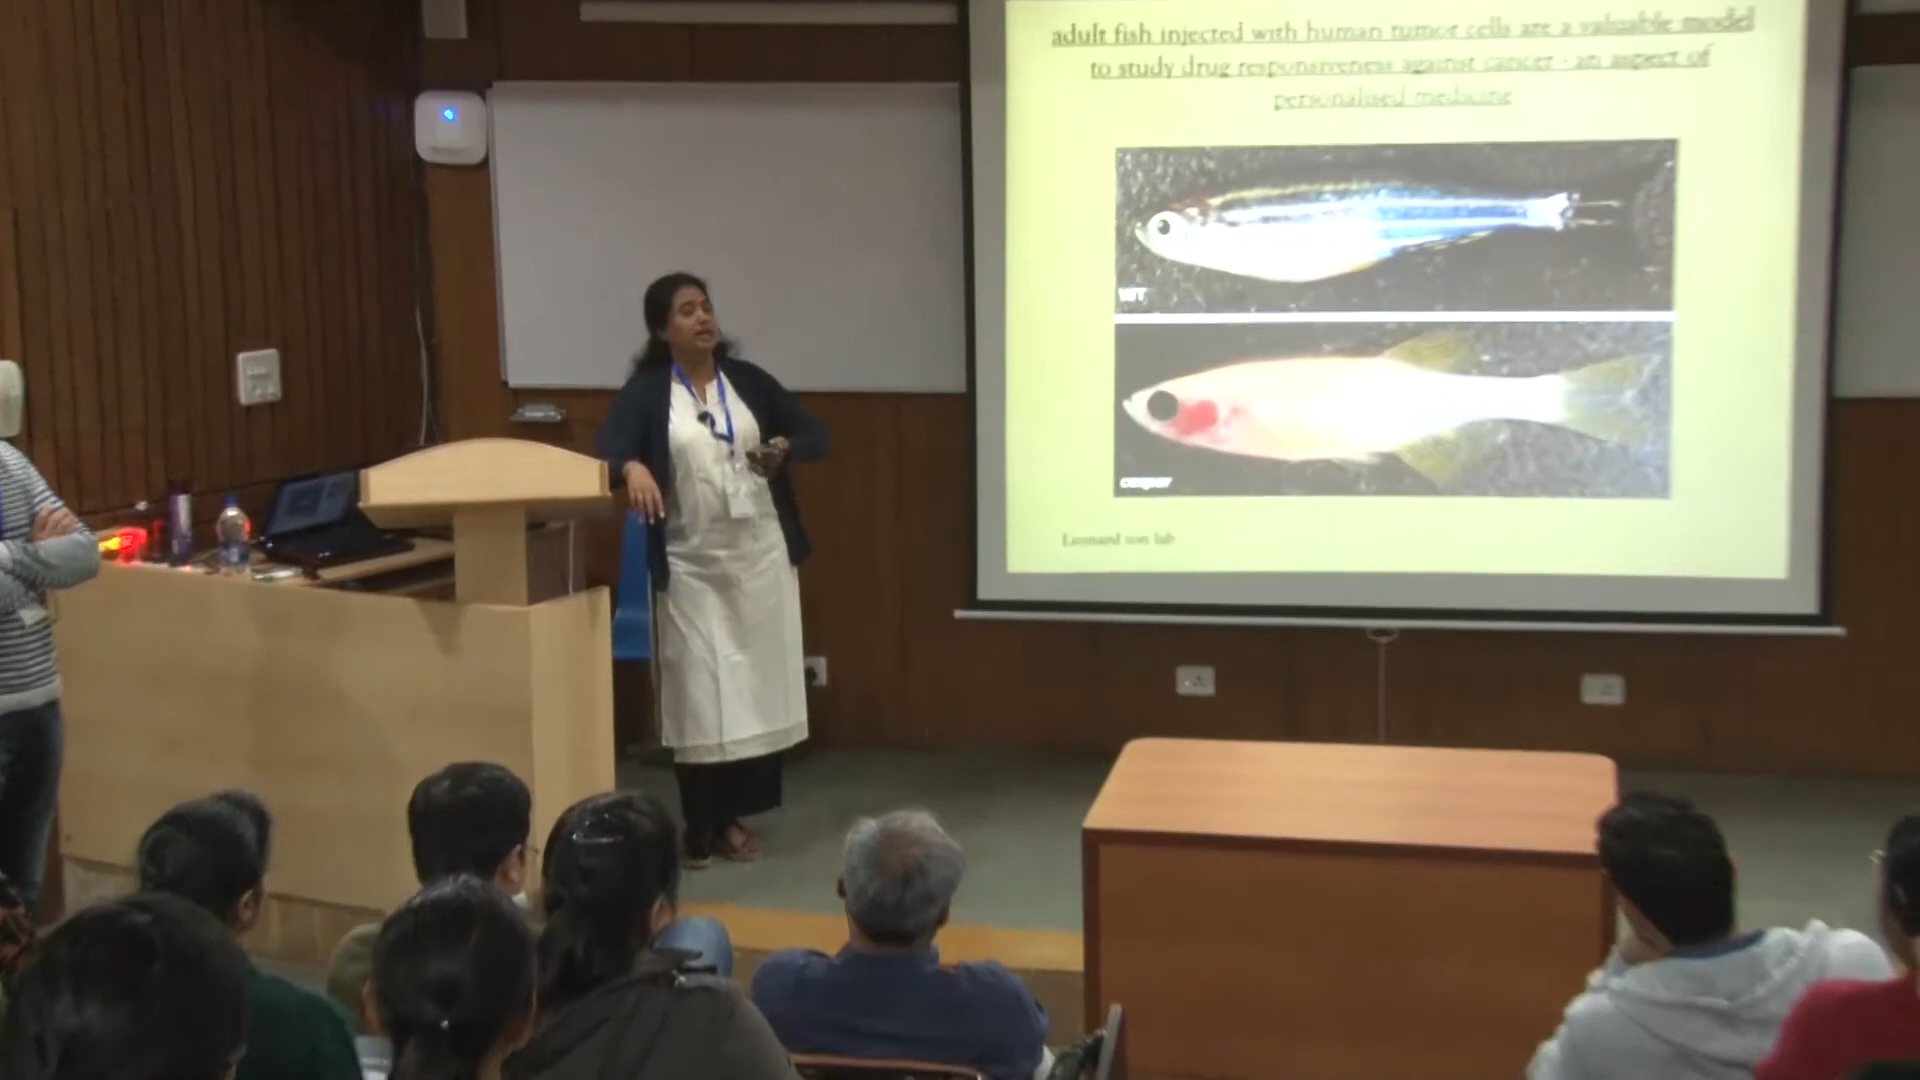 adult fish injected with human tumor cells are a valuable model
to study drug responsiveness against cancer - an aspect of
personalised medicine
WT
casper
Leonard zon lab